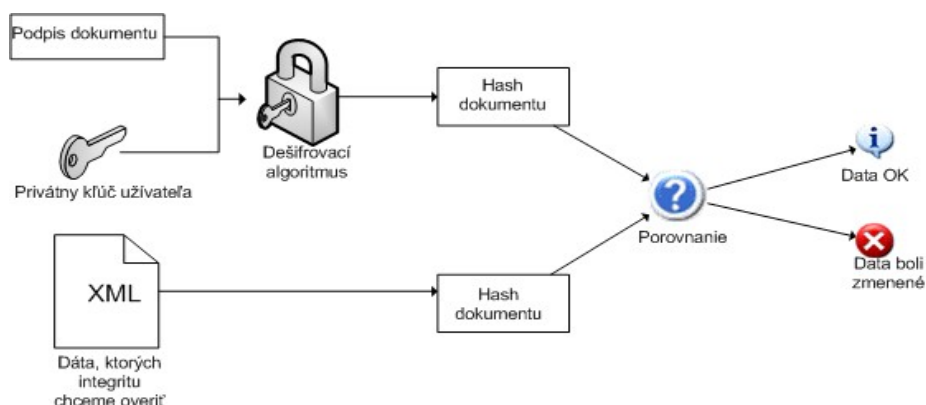 Podpis dokumentu
Privátny kľúč užívateľa
Dešifrovací
algoritmus
Hash
dokumentu
XML
Dáta, ktorých
integritu
chceme overiť
Hash
dokumentu
Porovnanie
Data OK
Data boli
zmenené